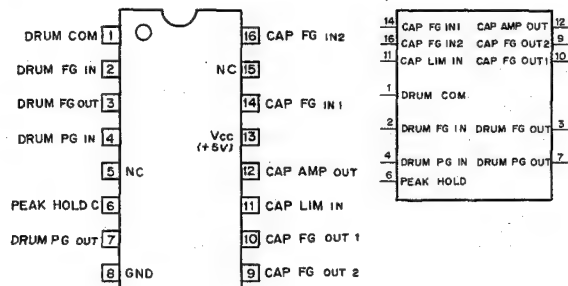 DRUM COM 1
DRUM FG IN 2
DRUM FG OUT 3
DRUM PG IN 4
5 NC
PEAK HOLD C 6
DRUM PG OUT 7
8 GND
16 CAP FG IN2
NC 15
14 CAP FG IN1
Vcc 13
(+5V)
12 CAP AMP OUT
11 CAP LIM IN
10 CAP FG OUT 1
9 CAP FG OUT 2
14 CAP FG IN1 CAP AMP OUT 12
16 CAP FG IN2 CAP FG OUT2 9
11 CAP LIM IN CAP FG OUT1 10
1 DRUM COM
2 DRUM FG IN DRUM FG OUT 3
4 DRUM PG IN DRUM PG OUT 7
6 PEAK HOLD